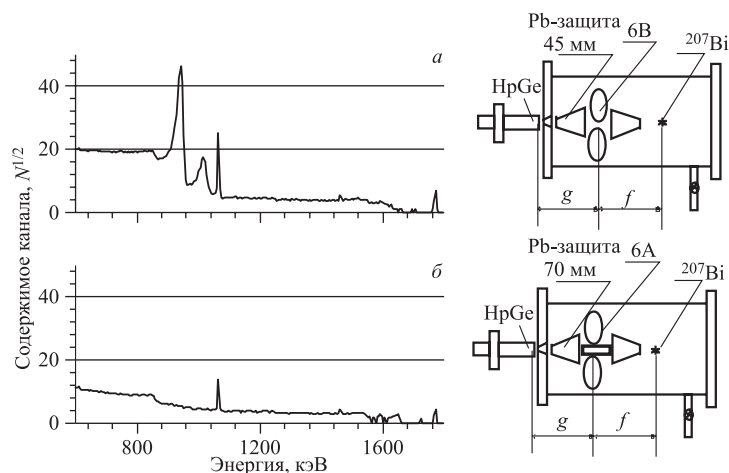 Содержимое канала, N^1/2
а
40
20
0
б
40
20
0
800
1200
1600
Энергия, кэВ
Pb-защита
45 мм
6В
207Bi
HpGe
g
f
Pb-защита
70 мм
6А
207Bi
HpGe
g
f